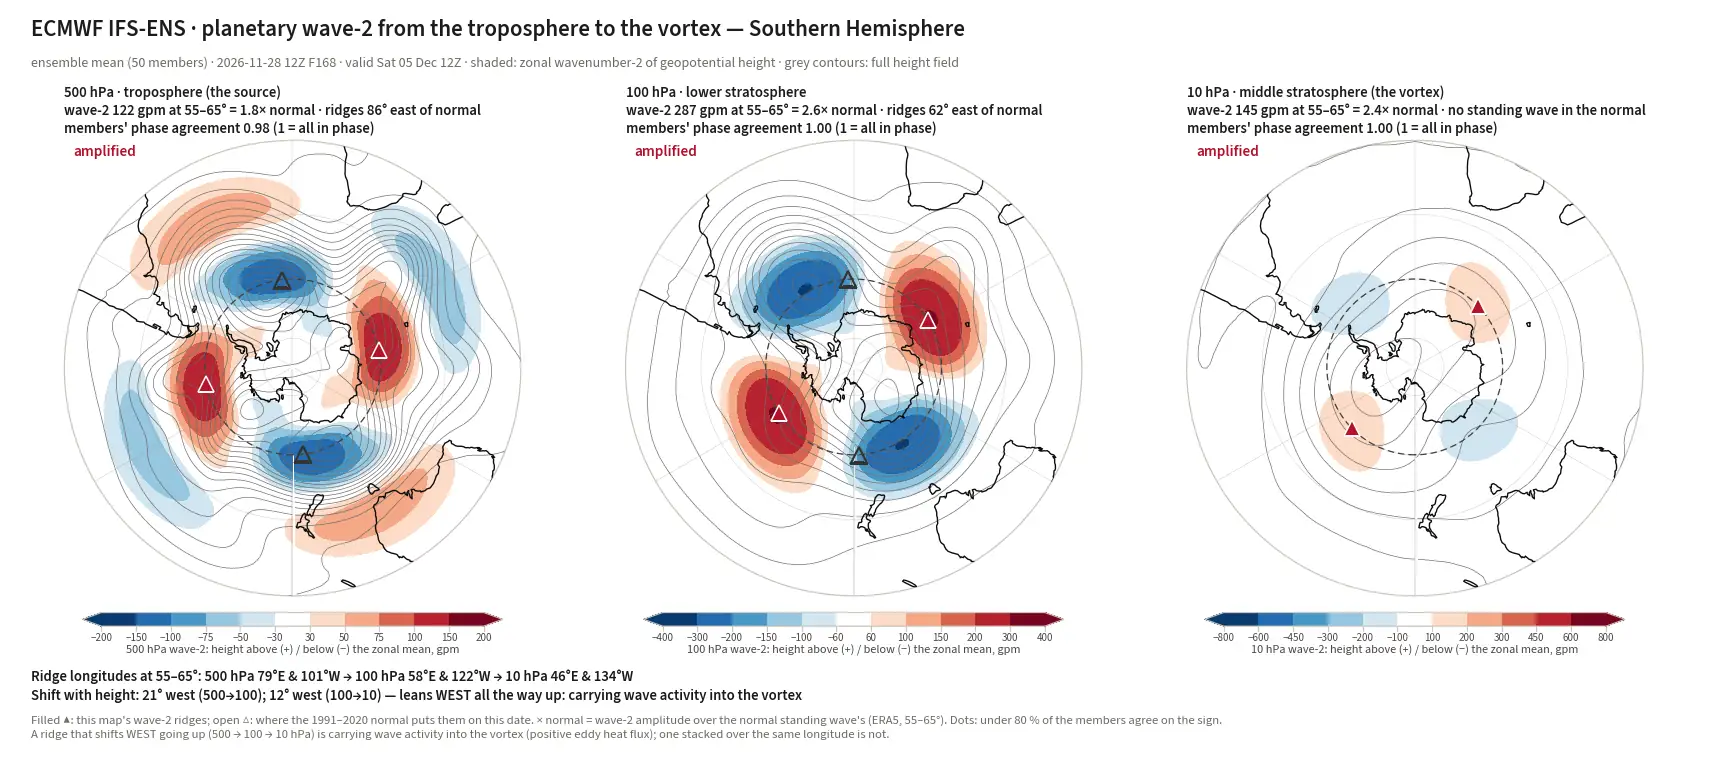 ECMWF IFS-ENS · planetary wave-2 from the troposphere to the vortex — Southern Hemisphere
ensemble mean (50 members) · 2026-11-28 12Z F168 · valid Sat 05 Dec 12Z · shaded: zonal wavenumber-2 of geopotential height · grey contours: full height field
500 hPa · troposphere (the source)
wave-2 122 gpm at 55–65° = 1.8× normal · ridges 86° east of normal
members' phase agreement 0.98 (1 = all in phase)
amplified
100 hPa · lower stratosphere
wave-2 287 gpm at 55–65° = 2.6× normal · ridges 62° east of normal
members' phase agreement 1.00 (1 = all in phase)
amplified
10 hPa · middle stratosphere (the vortex)
wave-2 145 gpm at 55–65° = 2.4× normal · no standing wave in the normal
members' phase agreement 1.00 (1 = all in phase)
amplified
−200 −150 −100 −75 −50 −30 30 50 75 100 150 200
500 hPa wave-2: height above (+) / below (−) the zonal mean, gpm
−400 −300 −200 −150 −100 −60 60 100 150 200 300 400
100 hPa wave-2: height above (+) / below (−) the zonal mean, gpm
−800 −600 −450 −300 −200 −100 100 200 300 450 600 800
10 hPa wave-2: height above (+) / below (−) the zonal mean, gpm
Ridge longitudes at 55–65°: 500 hPa 79°E & 101°W → 100 hPa 58°E & 122°W → 10 hPa 46°E & 134°W
Shift with height: 21° west (500→100); 12° west (100→10) — leans WEST all the way up: carrying wave activity into the vortex
Filled ▲: this map's wave-2 ridges; open △: where the 1991–2020 normal puts them on this date. × normal = wave-2 amplitude over the normal standing wave's (ERA5, 55–65°). Dots: under 80 % of the members agree on the sign.
A ridge that shifts WEST going up (500 → 100 → 10 hPa) is carrying wave activity into the vortex (positive eddy heat flux); one stacked over the same longitude is not.